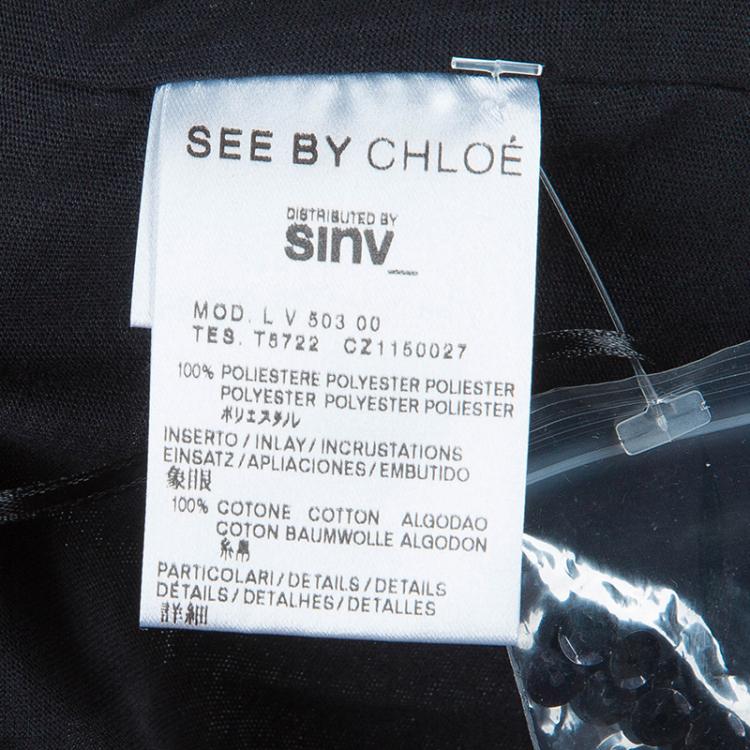 SEE BY CHLOÉ
DISTRIBUTED BY
sinv_
MOD. L V 503 00
TES. T5722 CZ1150027
100% POLIESTERE POLYESTER POLIESTER
POLYESTER POLYESTER POLIESTER
ポリエステル
INSERTO / INLAY / INCRUSTATIONS
EINSATZ / APLIACIONES / EMBUTIDO
象眼
100% COTONE COTTON ALGODAO
COTON BAUMWOLLE ALGODON
PARTICOLARI / DETAILS / DETAILS
DETAILS / DETALHES / DETALLES
詳細